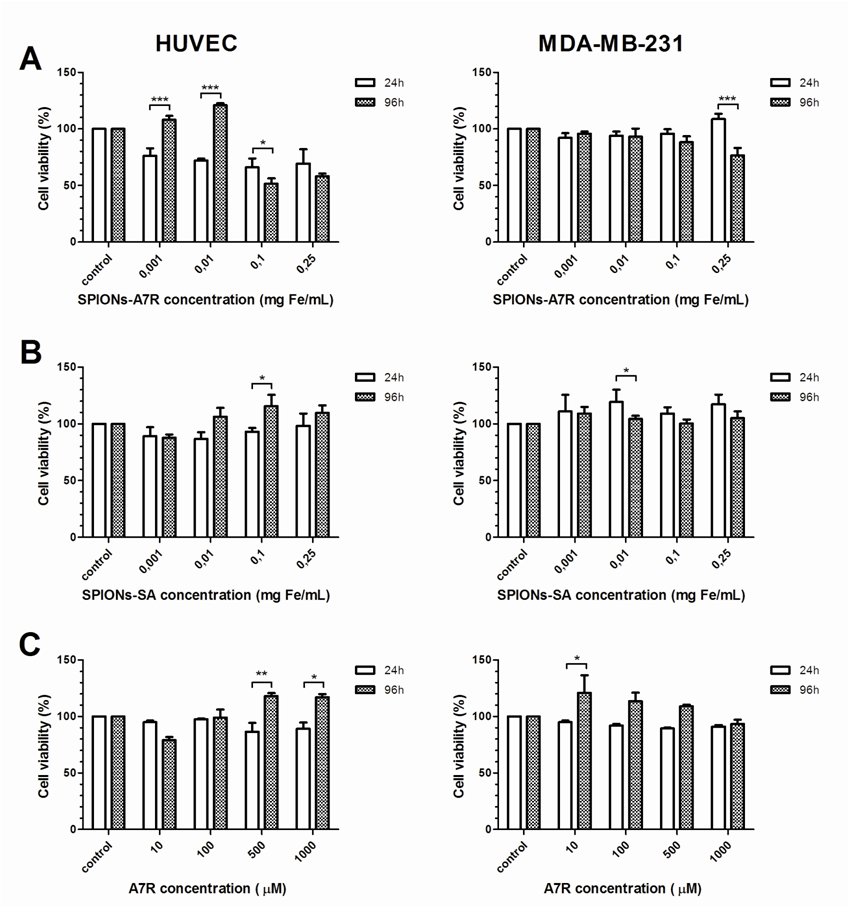 HUVEC
MDA-MB-231
A
150
100
50
0
Cell viability (%)
***
***
*
24h
96h
control
0,001
0,01
0,1
0,25
SPIONs-A7R concentration (mg Fe/mL)
150
100
50
0
Cell viability (%)
***
24h
96h
control
0,001
0,01
0,1
0,25
SPIONs-A7R concentration (mg Fe/mL)
B
150
100
50
0
Cell viability (%)
*
24h
96h
control
0,001
0,01
0,1
0,25
SPIONs-SA concentration (mg Fe/mL)
150
100
50
0
Cell viability (%)
*
24h
96h
control
0,001
0,01
0,1
0,25
SPIONs-SA concentration (mg Fe/mL)
C
150
100
50
0
Cell viability (%)
**
*
24h
96h
control
10
100
500
1000
A7R concentration ( μM)
150
100
50
0
Cell viability (%)
*
24h
96h
control
10
100
500
1000
A7R concentration ( μM)